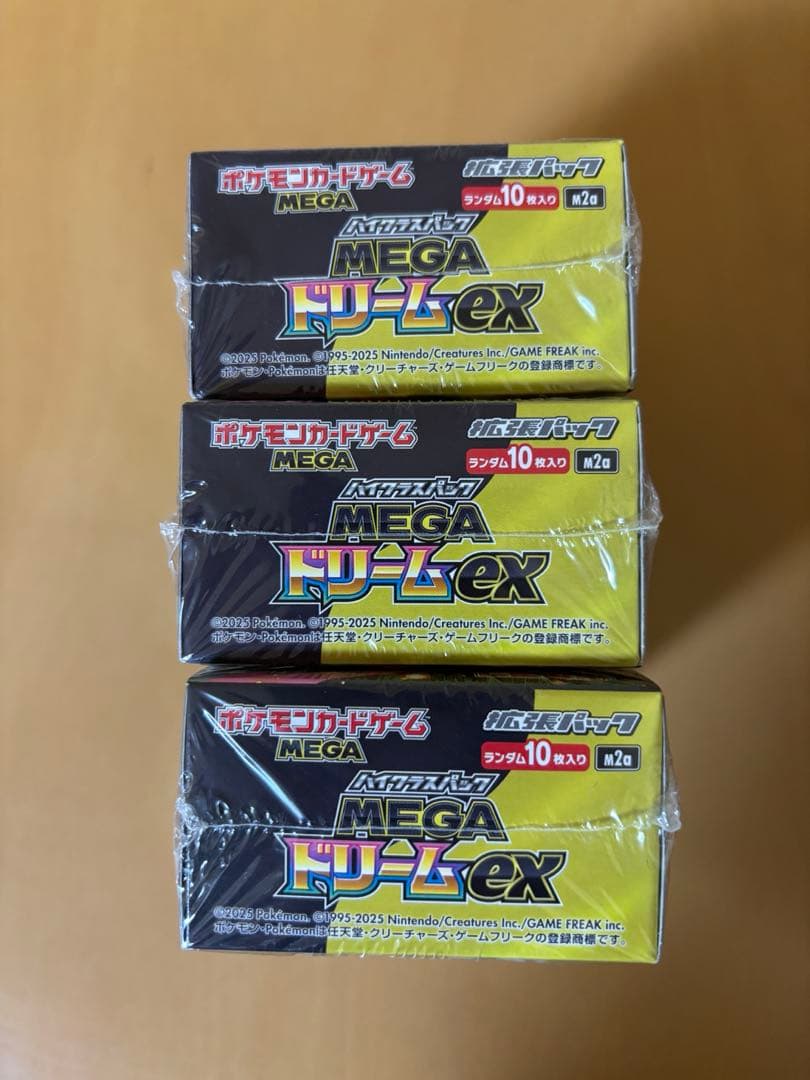 ポケモンカードゲーム 拡張パック
MEGA ランダム10枚入り M2a
ハイクラスパック
MEGA
ドリームex
©2025 Pokémon. ©1995-2025 Nintendo/Creatures Inc./GAME FREAK inc.
ポケモン・Pokémonは任天堂・クリーチャーズ・ゲームフリークの登録商標です。
ポケモンカードゲーム 拡張パック
MEGA ランダム10枚入り M2a
ハイクラスパック
MEGA
ドリームex
©2025 Pokémon. ©1995-2025 Nintendo/Creatures Inc./GAME FREAK inc.
ポケモン・Pokémonは任天堂・クリーチャーズ・ゲームフリークの登録商標です。
ポケモンカードゲーム 拡張パック
MEGA ランダム10枚入り M2a
ハイクラスパック
MEGA
ドリームex
©2025 Pokémon. ©1995-2025 Nintendo/Creatures Inc./GAME FREAK inc.
ポケモン・Pokémonは任天堂・クリーチャーズ・ゲームフリークの登録商標です。